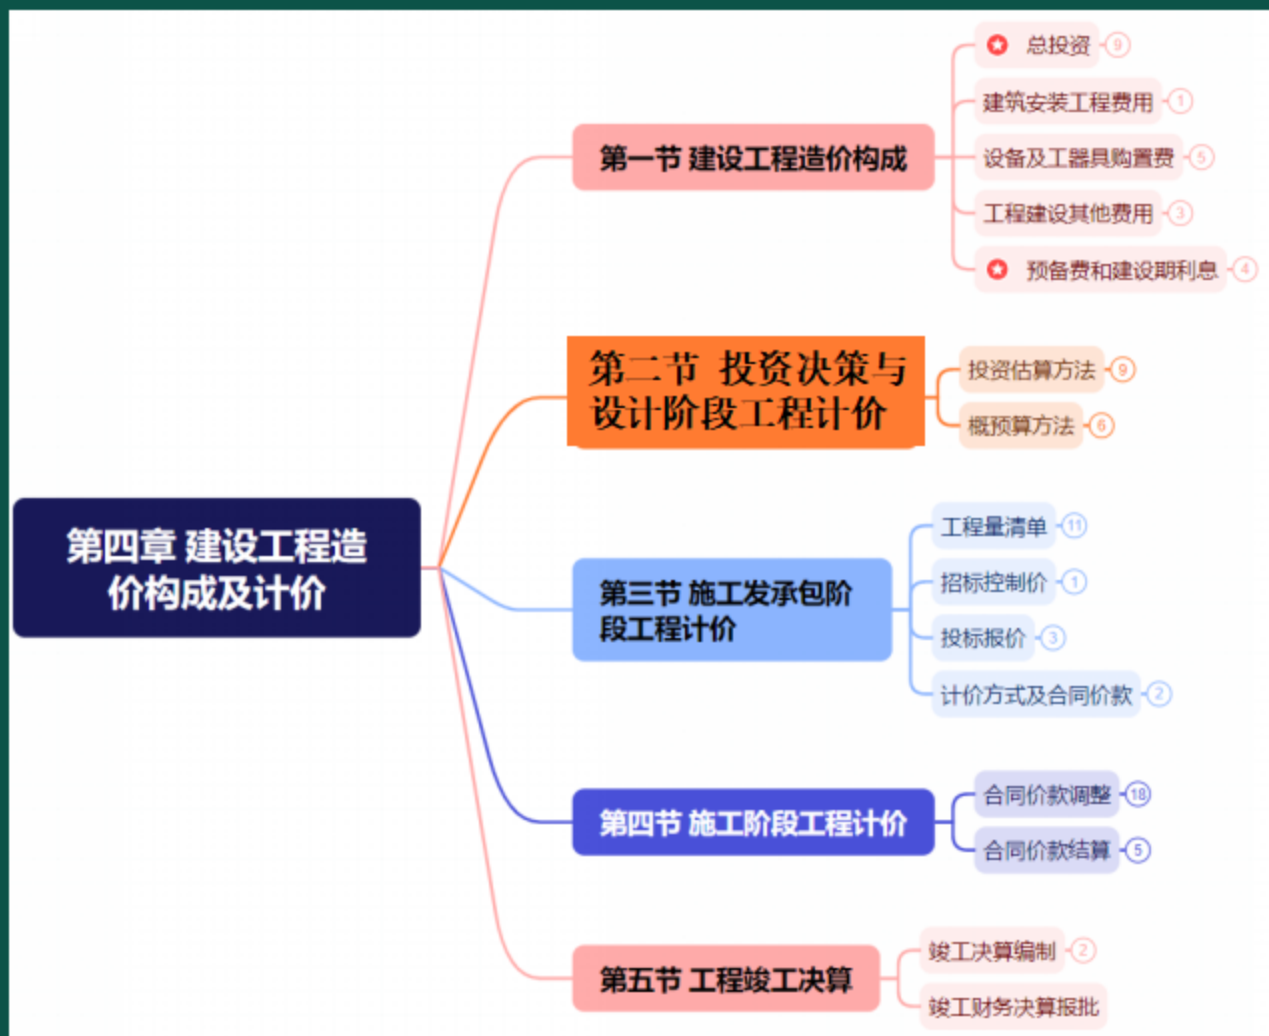 第四章 建设工程造
价构成及计价
第一节 建设工程造价构成
总投资 9
建筑安装工程费用 1
设备及工器具购置费 5
工程建设其他费用 3
预备费和建设期利息 4
第二节 投资决策与
设计阶段工程计价
投资估算方法 9
概预算方法 6
第三节 施工发承包阶
段工程计价
工程量清单 11
招标控制价 1
投标报价 3
计价方式及合同价款 2
第四节 施工阶段工程计价
合同价款调整 18
合同价款结算 5
第五节 工程竣工决算
竣工决算编制 2
竣工财务决算报批